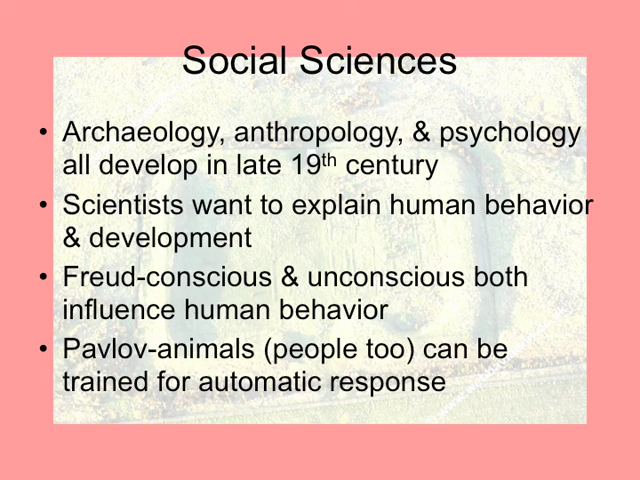 Social Sciences
• Archaeology, anthropology, & psychology
all develop in late 19th century
• Scientists want to explain human behavior
& development
• Freud-conscious & unconscious both
influence human behavior
• Pavlov-animals (people too) can be
trained for automatic response